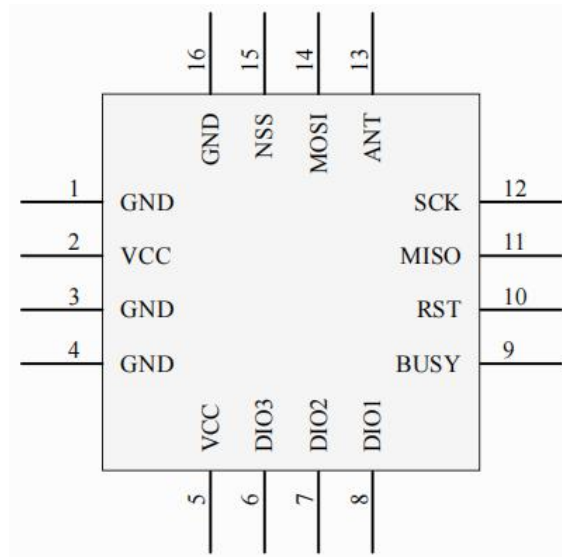 16 15 14 13
GND NSS MOSI ANT
1 GND SCK 12
2 VCC MISO 11
3 GND RST 10
4 GND BUSY 9
VCC DIO3 DIO2 DIO1
5 6 7 8